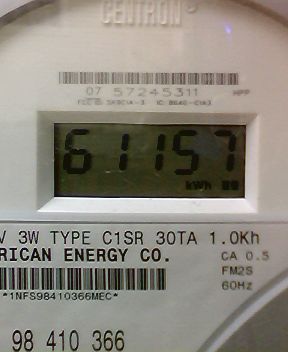 CENTRON®
07 57245311
61157
kWh
V 3W TYPE C1SR 30TA 1.0Kh
RICAN ENERGY CO.
CA 0.5
FM2S
60Hz
*1NFS98410366MEC*
98 410 366